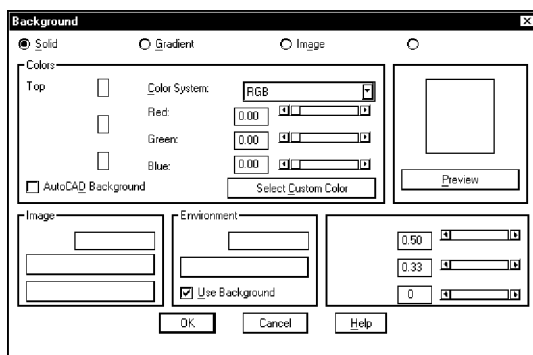 Background
Solid Gradient Image
Colors
Top Color System: RGB
Red: 0.00
Green: 0.00
Blue: 0.00
AutoCAD Background Select Custom Color
Preview
Image Environment
0.50
0.33
Use Background 0
OK Cancel Help